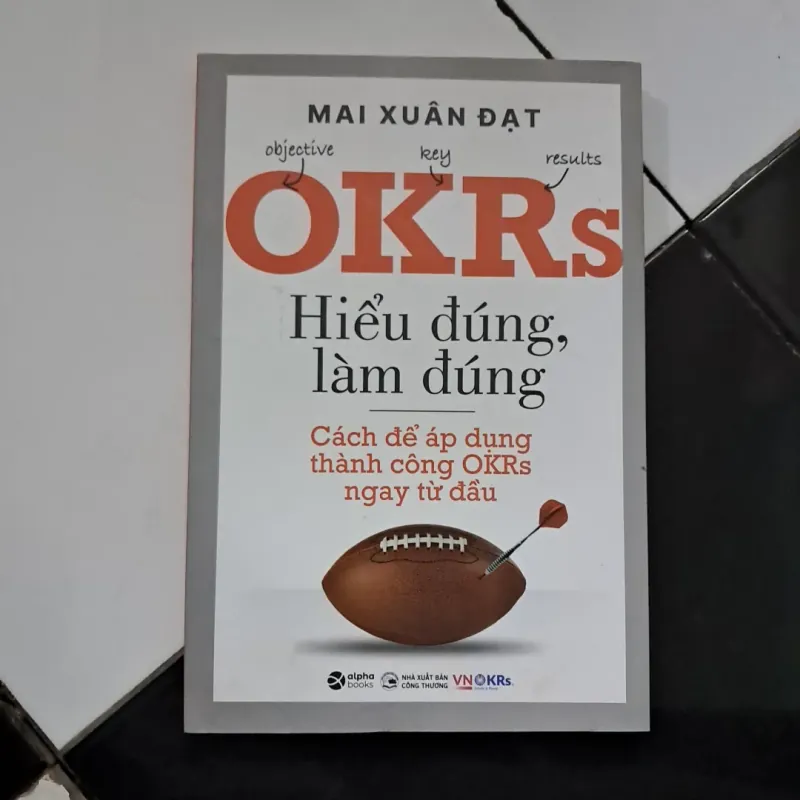 MAI XUÂN ĐẠT
objective key results
OKRs
Hiểu đúng,
làm đúng
Cách để áp dụng
thành công OKRs
ngay từ đầu
alpha
books
NHÀ XUẤT BẢN
CÔNG THƯƠNG
VNOKRs